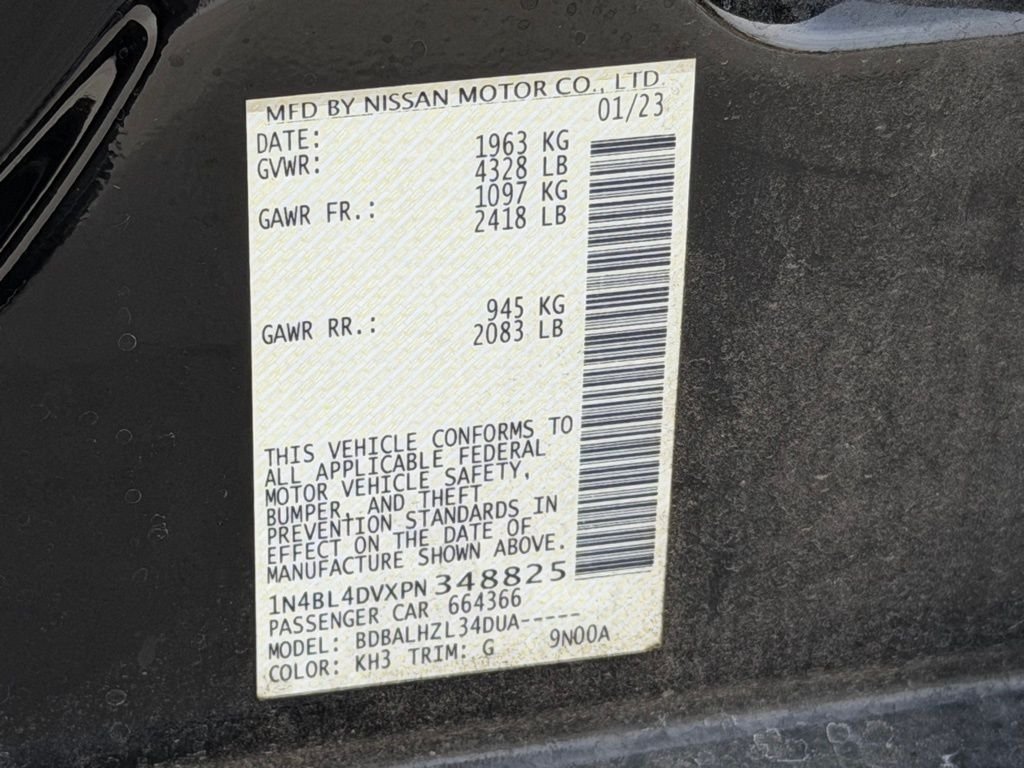 MFD BY NISSAN MOTOR CO., LTD.
DATE: 01/23
GVWR: 1963 KG
4328 LB
GAWR FR.: 1097 KG
2418 LB
GAWR RR.: 945 KG
2083 LB
THIS VEHICLE CONFORMS TO
ALL APPLICABLE FEDERAL
MOTOR VEHICLE SAFETY,
BUMPER, AND THEFT
PREVENTION STANDARDS IN
EFFECT ON THE DATE OF
MANUFACTURE SHOWN ABOVE.
1N4BL4DVXPN348825
PASSENGER CAR 664366
MODEL: BDBALHZL34DUA-----
COLOR: KH3 TRIM: G 9N00A